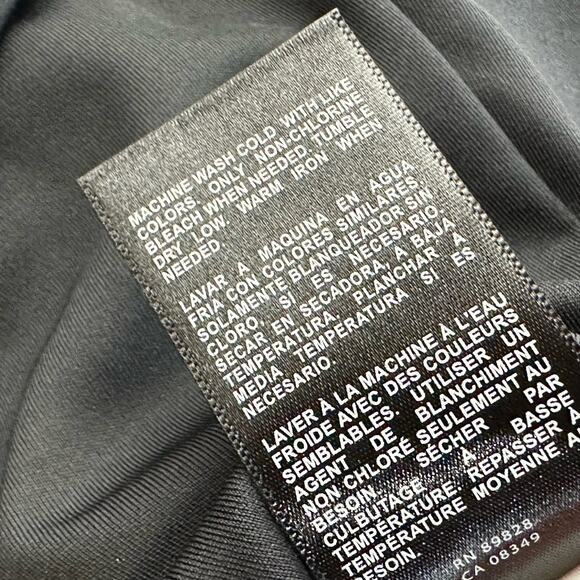 MACHINE WASH COLD WITH LIKE
COLORS. ONLY NON-CHLORINE
BLEACH WHEN NEEDED. TUMBLE
DRY LOW. WARM IRON WHEN
NEEDED.
LAVAR A MAQUINA EN AGUA
FRIA CON COLORES SIMILARES.
SOLAMENTE BLANQUEADOR SIN
CLORO, SI ES NECESARIO.
SECAR EN SECADORA, A BAJA
TEMPERATURA. PLANCHAR A
MEDIA TEMPERATURA SI ES
NECESARIO.
LAVER À LA MACHINE À L'EAU
FROIDE AVEC DES COULEURS
SEMBLABLES. UTILISER UN
AGENT DE BLANCHIMENT
NON CHLORÉ SEULEMENT AU
BESOIN. SÉCHER PAR
CULBUTAGE À BASSE
TEMPÉRATURE. REPASSER À
TEMPÉRATURE MOYENNE AU
BESOIN.
RN 89828
CA 08349